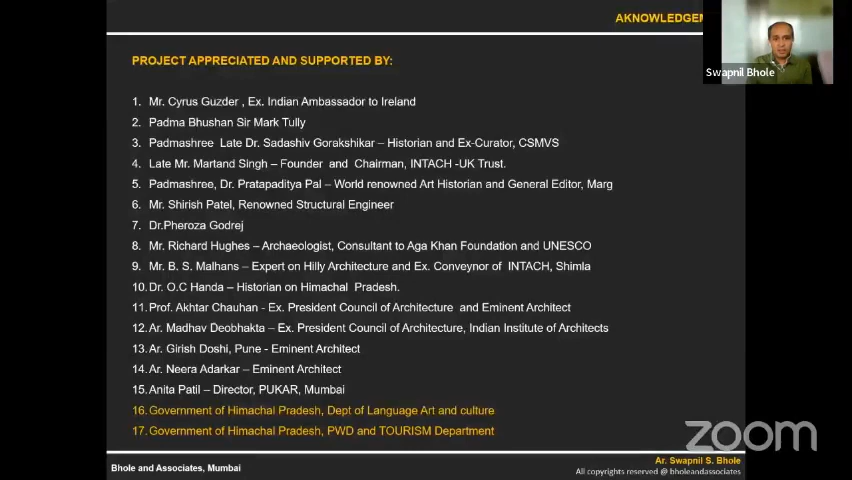 AKNOWLEDGEM
Swapnil Bhole
PROJECT APPRECIATED AND SUPPORTED BY:
1. Mr. Cyrus Guzder , Ex. Indian Ambassador to Ireland
2. Padma Bhushan Sir Mark Tully
3. Padmashree Late Dr. Sadashiv Gorakshikar – Historian and Ex-Curator, CSMVS
4. Late Mr. Martand Singh – Founder and Chairman, INTACH -UK Trust.
5. Padmashree, Dr. Pratapaditya Pal – World renowned Art Historian and General Editor, Marg
6. Mr. Shirish Patel, Renowned Structural Engineer
7. Dr.Pheroza Godrej
8. Mr. Richard Hughes – Archaeologist, Consultant to Aga Khan Foundation and UNESCO
9. Mr. B. S. Malhans – Expert on Hilly Architecture and Ex. Conveynor of INTACH, Shimla
10. Dr. O.C Handa – Historian on Himachal Pradesh.
11. Prof. Akhtar Chauhan - Ex. President Council of Architecture and Eminent Architect
12. Ar. Madhav Deobhakta – Ex. President Council of Architecture, Indian Institute of Architects
13. Ar. Girish Doshi, Pune - Eminent Architect
14. Ar. Neera Adarkar – Eminent Architect
15. Anita Patil – Director, PUKAR, Mumbai
16. Government of Himachal Pradesh, Dept of Language Art and culture
17. Government of Himachal Pradesh, PWD and TOURISM Department
zoom
Bhole and Associates, Mumbai
Ar. Swapnil S. Bhole
All copyrights reserved @ bholeandassociates